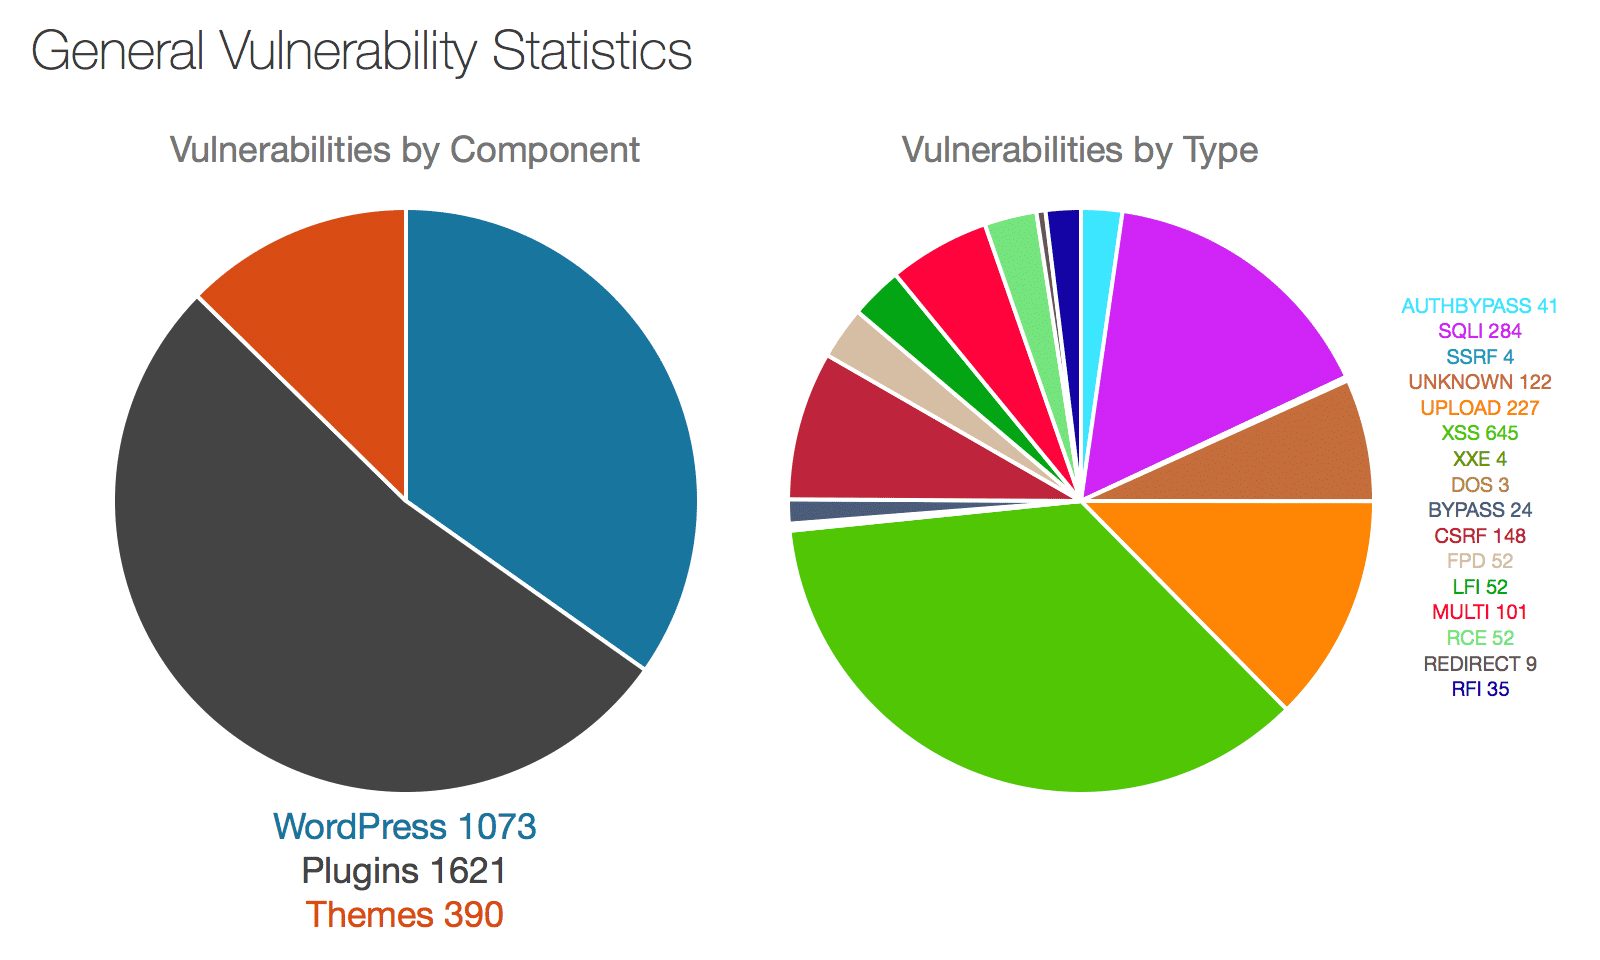 General Vulnerability Statistics
Vulnerabilities by Component
WordPress 1073
Plugins 1621
Themes 390
Vulnerabilities by Type
AUTHBYPASS 41
SQLI 284
SSRF 4
UNKNOWN 122
UPLOAD 227
XSS 645
XXE 4
DOS 3
BYPASS 24
CSRF 148
FPD 52
LFI 52
MULTI 101
RCE 52
REDIRECT 9
RFI 35